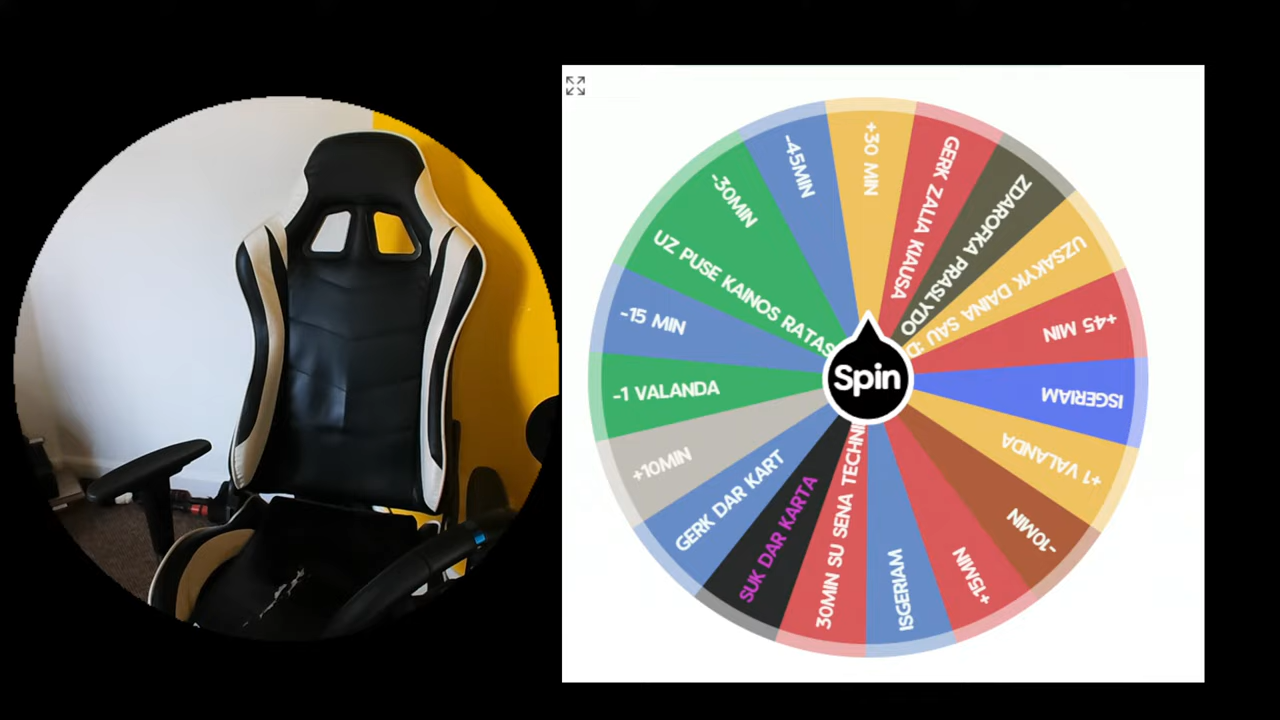 +30 MIN
GERK ZALIA KIAUSA
ZDAROFKA PRASLYDO
UZSAKYK DAINA SAU :D
+45 MIN
ISGERIAM
+1 VALANDA
-10MIN
+15MIN
ISGERIAM
30MIN SU SENA TECHNI
SUK DAR KARTA
GERK DAR KART
+10MIN
-1 VALANDA
-15 MIN
UZ PUSE KAINOS RATAS
-30MIN
-45MIN
Spin